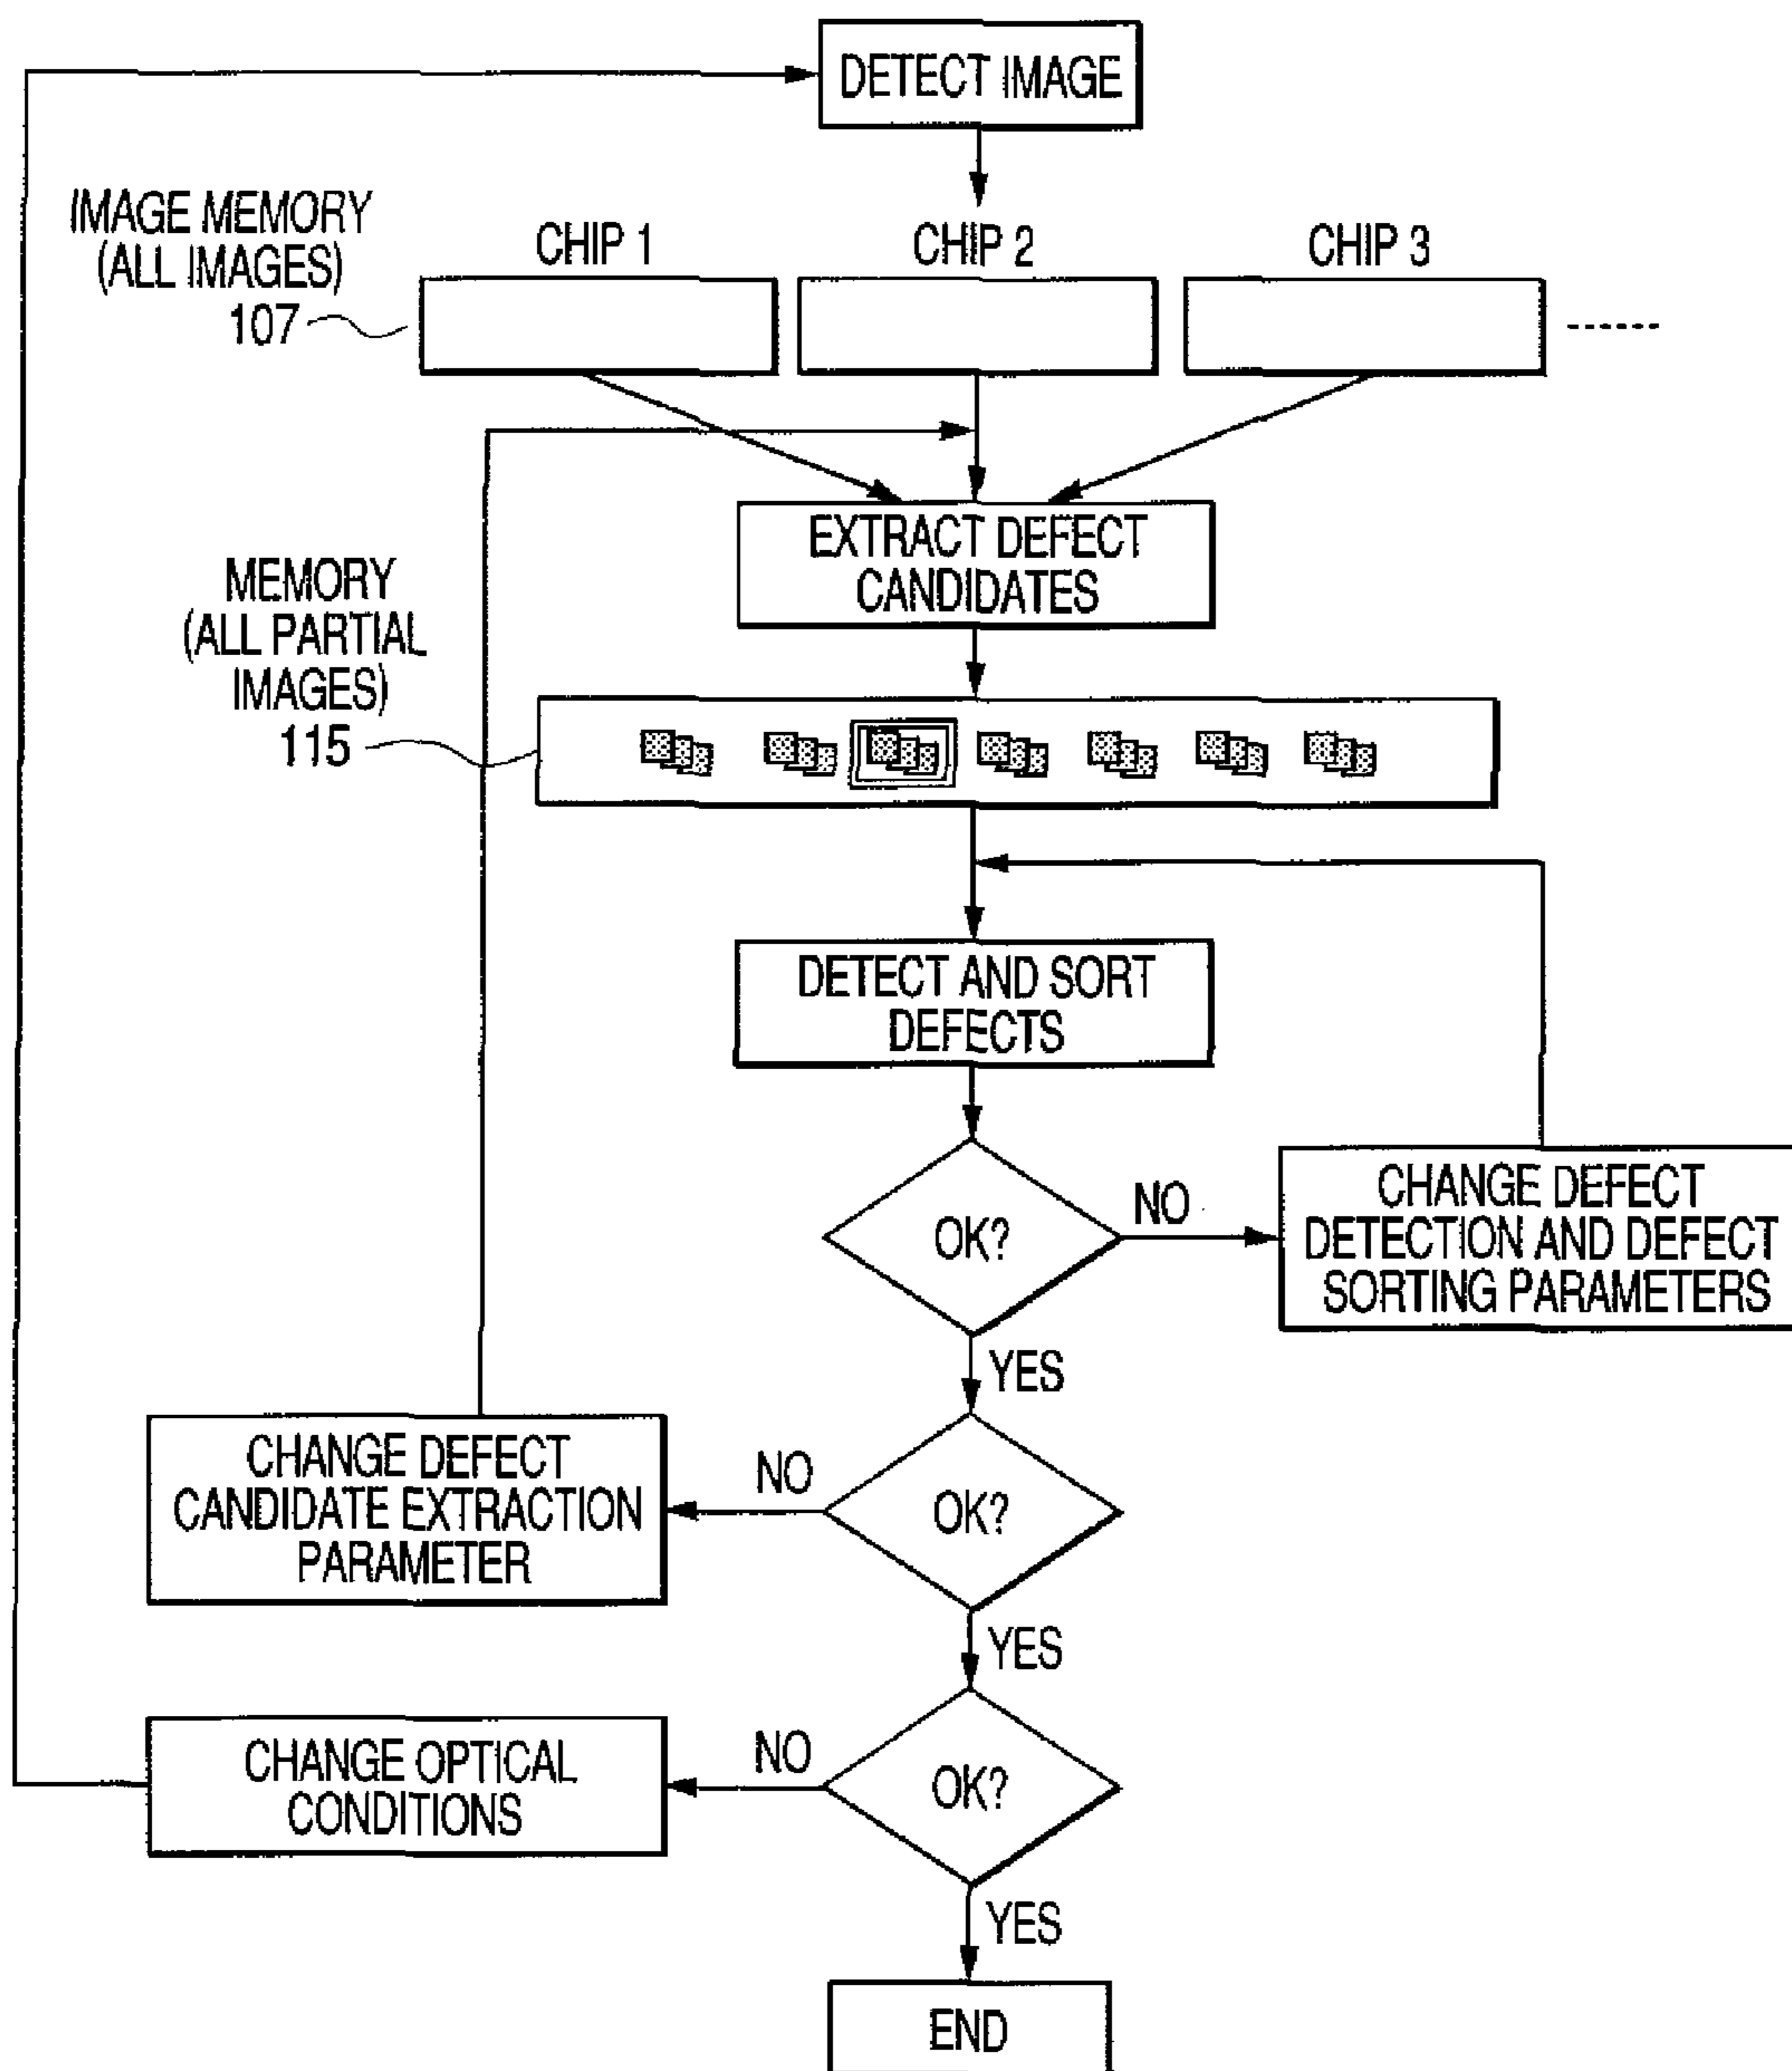 DETECT IMAGE
IMAGE MEMORY
(ALL IMAGES)
107
CHIP 1
CHIP 2
CHIP 3
EXTRACT DEFECT
CANDIDATES
MEMORY
(ALL PARTIAL
IMAGES)
115
DETECT AND SORT
DEFECTS
OK?
NO
CHANGE DEFECT
DETECTION AND DEFECT
SORTING PARAMETERS
YES
CHANGE DEFECT
CANDIDATE EXTRACTION
PARAMETER
NO
OK?
YES
CHANGE OPTICAL
CONDITIONS
NO
OK?
YES
END